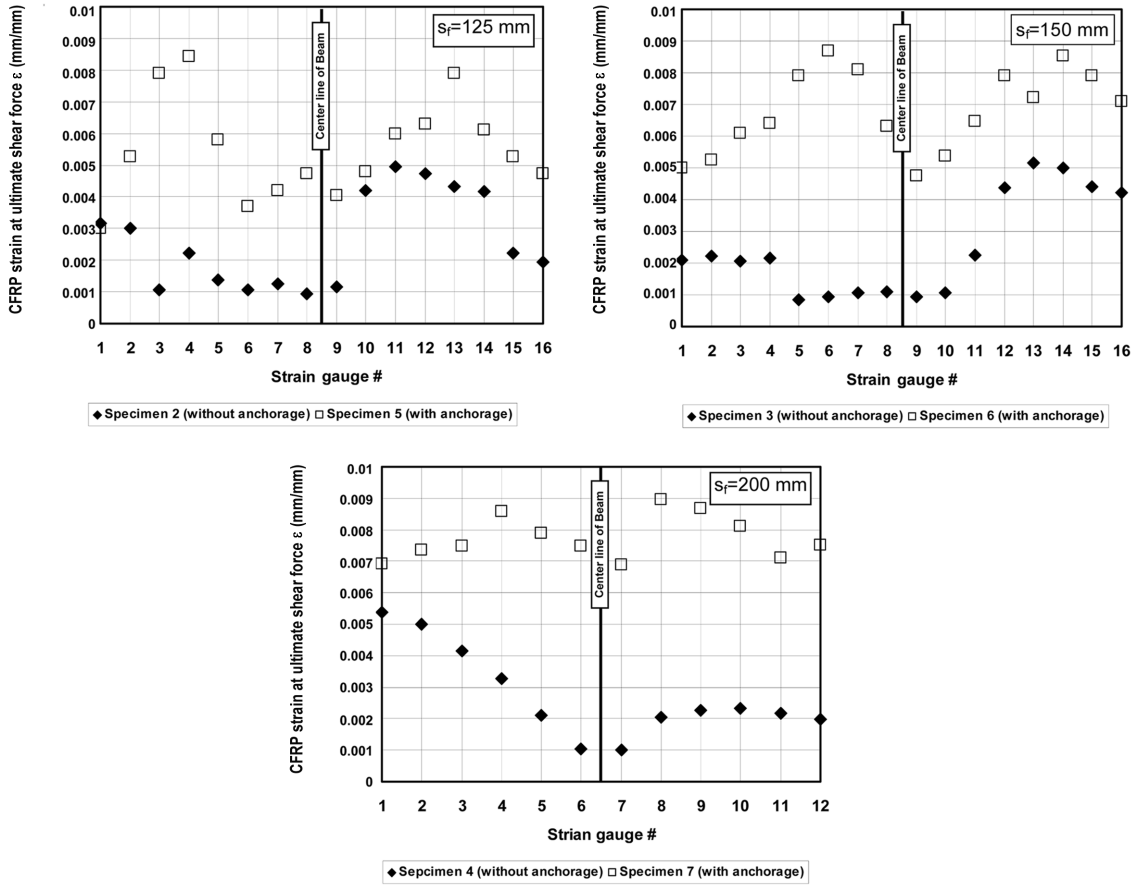 CFRP strain at ultimate shear force ε (mm/mm)
0.01
0.009
0.008
0.007
0.006
0.005
0.004
0.003
0.002
0.001
0
Center line of Beam
sf=125 mm
1 2 3 4 5 6 7 8 9 10 11 12 13 14 15 16
Strain gauge #
◆ Specimen 2 (without anchorage) □ Specimen 5 (with anchorage)
CFRP strain at ultimate shear force ε (mm/mm)
0.01
0.009
0.008
0.007
0.006
0.005
0.004
0.003
0.002
0.001
0
Center line of Beam
sf=150 mm
1 2 3 4 5 6 7 8 9 10 11 12 13 14 15 16
Strain gauge #
◆ Specimen 3 (without anchorage) □ Specimen 6 (with anchorage)
CFRP strain at ultimate shear force ε (mm/mm)
0.01
0.009
0.008
0.007
0.006
0.005
0.004
0.003
0.002
0.001
0
Center line of Beam
sf=200 mm
1 2 3 4 5 6 7 8 9 10 11 12
Strian gauge #
◆ Sepcimen 4 (without anchorage) □ Specimen 7 (with anchorage)